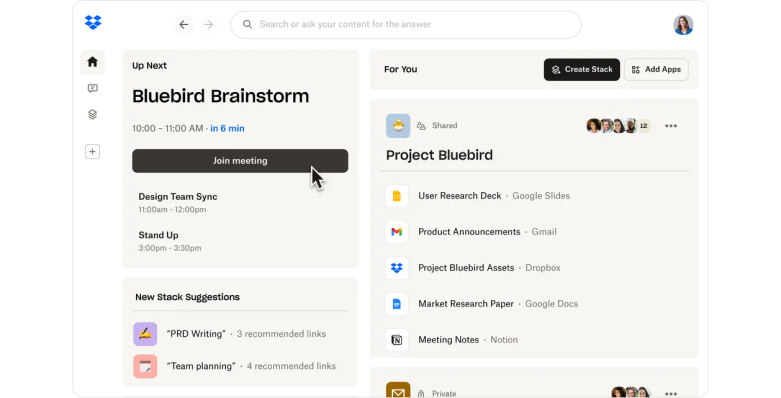 Search or ask your content for the answer
Up Next
Bluebird Brainstorm
10:00 – 11:00 AM · in 6 min
Join meeting
Design Team Sync
11:00am - 12:00pm
Stand Up
3:00pm - 3:30pm
New Stack Suggestions
“PRD Writing” · 3 recommended links
“Team planning” · 4 recommended links
For You
Create Stack
Add Apps
Shared
12
Project Bluebird
User Research Deck · Google Slides
Product Announcements · Gmail
Project Bluebird Assets · Dropbox
Market Research Paper · Google Docs
Meeting Notes · Notion
Private